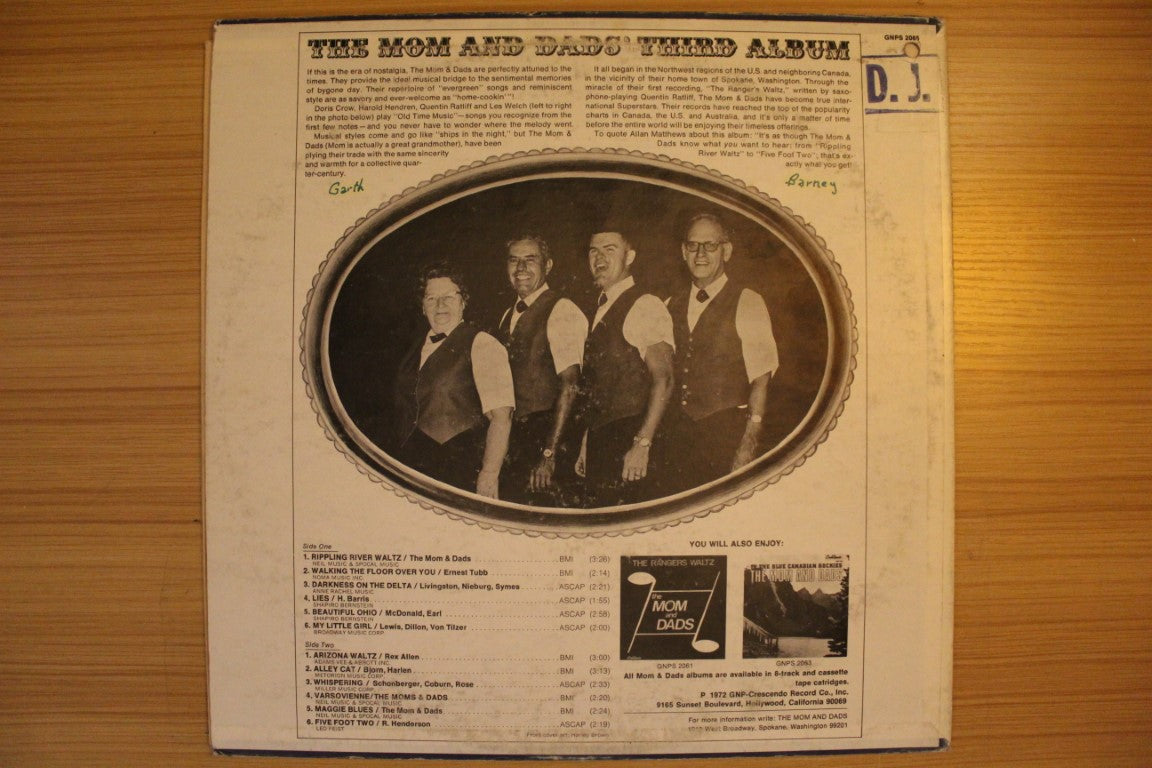 GNPS 2065
THE MOM AND DADS' THIRD ALBUM
D. J.
If this is the era of nostalgia, The Mom & Dads are perfectly attuned to the
times. They provide the ideal musical bridge to the sentimental memories
of bygone day. Their repertoire of "evergreen" songs and reminiscent
style are as savory and ever-welcome as "home-cookin'"!
Doris Crow, Harold Hendren, Quentin Ratliff and Les Welch (left to right
in the photo below) play "Old Time Music"—songs you recognize from the
first few notes—and you never have to wonder where the melody went.
Musical styles come and go like "ships in the night," but The Mom &
Dads (Mom is actually a great grandmother), have been
plying their trade with the same sincerity
and warmth for a collective quar-
ter-century.
It all began in the Northwest regions of the U.S. and neighboring Canada,
in the vicinity of their home town of Spokane, Washington. Through the
miracle of their first recording, "The Ranger's Waltz," written by saxo-
phone-playing Quentin Ratliff, The Mom & Dads have become true inter-
national Superstars. Their records have reached the top of the popularity
charts in Canada, the U.S. and Australia, and it's only a matter of time
before the entire world will be enjoying their timeless offerings.
To quote Allan Matthews about this album: "It's as though The Mom &
Dads know what you want to hear; from "Rippling
River Waltz" to "Five Foot Two"; that's ex-
actly what you get!
Garth
Barney
Side One
1. RIPPLING RIVER WALTZ / The Mom & Dads BMI (3:26)
NEIL MUSIC & SPOCAL MUSIC
2. WALKING THE FLOOR OVER YOU / Ernest Tubb BMI (2:14)
NOMA MUSIC INC.
3. DARKNESS ON THE DELTA / Livingston, Nieburg, Symes ASCAP (2:21)
ANNE RACHEL MUSIC
4. LIES / H. Barris ASCAP (1:55)
SHAPIRO BERNSTEIN
5. BEAUTIFUL OHIO / McDonald, Earl ASCAP (2:58)
SHAPIRO BERNSTEIN
6. MY LITTLE GIRL / Lewis, Dillon, Von Tilzer ASCAP (2:00)
BROADWAY MUSIC CORP.
Side Two
1. ARIZONA WALTZ / Rex Allen BMI (3:00)
ADAMS VEE & ABBOTT INC.
2. ALLEY CAT / Bjorn, Harlen BMI (3:13)
METORION MUSIC CORP.
3. WHISPERING / Schonberger, Coburn, Rose ASCAP (2:33)
MILLER MUSIC CORP.
4. VARSOVIENNE/THE MOMS & DADS BMI (2:20)
NEIL MUSIC & SPOCAL MUSIC
5. MAGGIE BLUES / The Mom & Dads BMI (2:24)
NEIL MUSIC & SPOCAL MUSIC
6. FIVE FOOT TWO / R. Henderson ASCAP (2:19)
LEO FEIST
Front cover art: Harley Brown
YOU WILL ALSO ENJOY:
THE RANGERS WALTZ
the
MOM
and
DADS
GNPS 2061
IN THE BLUE CANADIAN ROCKIES
THE MOM AND DADS
GNPS 2063
All Mom & Dads albums are available in 8-track and cassette
tape catridges.
P 1972 GNP-Crescendo Record Co., Inc.
9165 Sunset Boulevard, Hollywood, California 90069
For more information write: THE MOM AND DADS
West Broadway, Spokane, Washington 99201